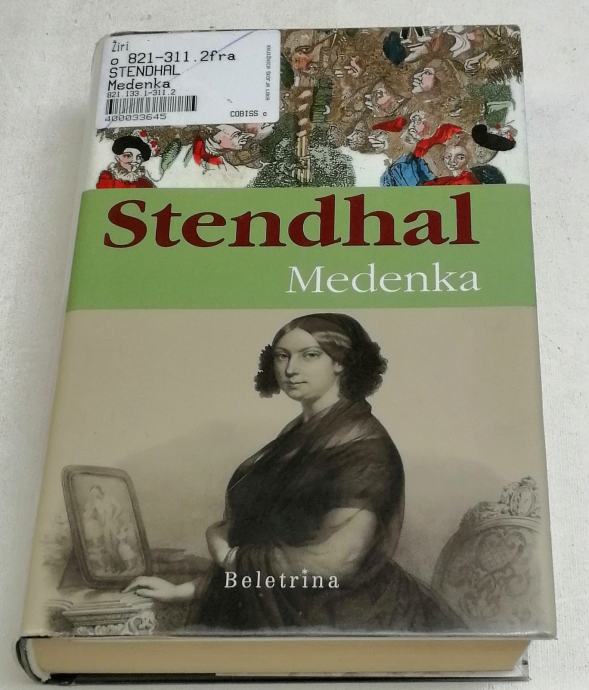 Žiri
o 821-311.2fra
STENDHAL
Medenka
821.133.1-311.2
400033645
COBISS o
Stendhal
Medenka
Beletrina